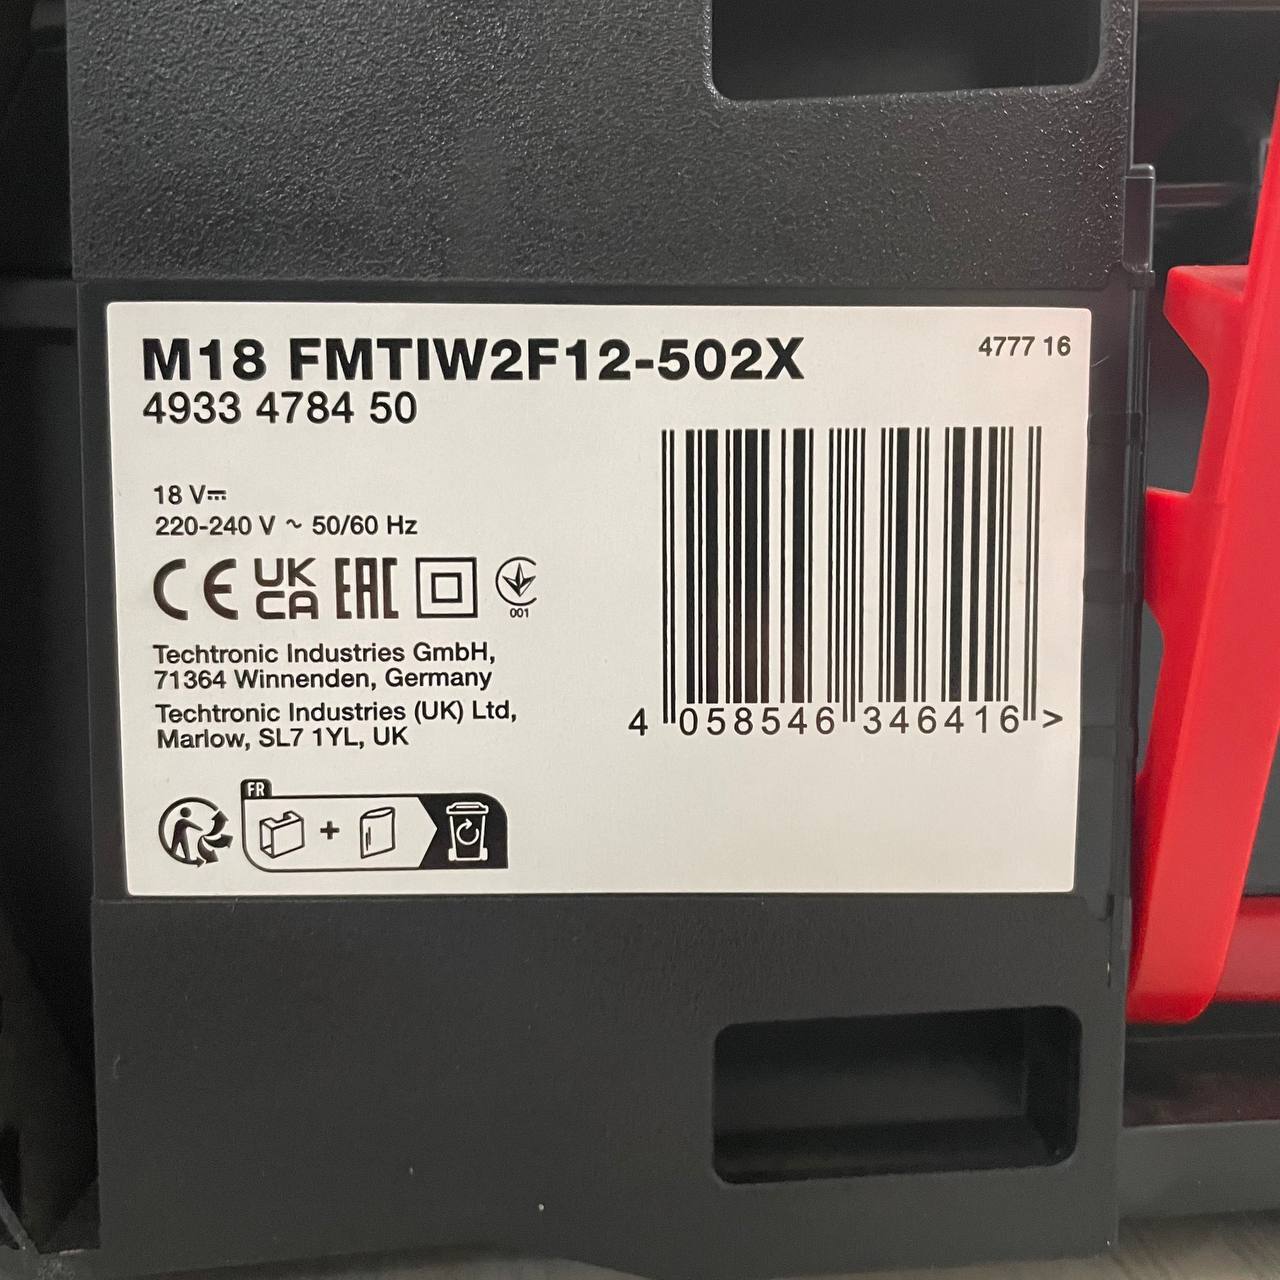 M18 FMTIW2F12-502X
4777 16
4933 4784 50
18 V⎓
220-240 V ~ 50/60 Hz
CE UK CA EAC 001
Techtronic Industries GmbH,
71364 Winnenden, Germany
Techtronic Industries (UK) Ltd,
Marlow, SL7 1YL, UK
4 058546 346416 >
FR
+